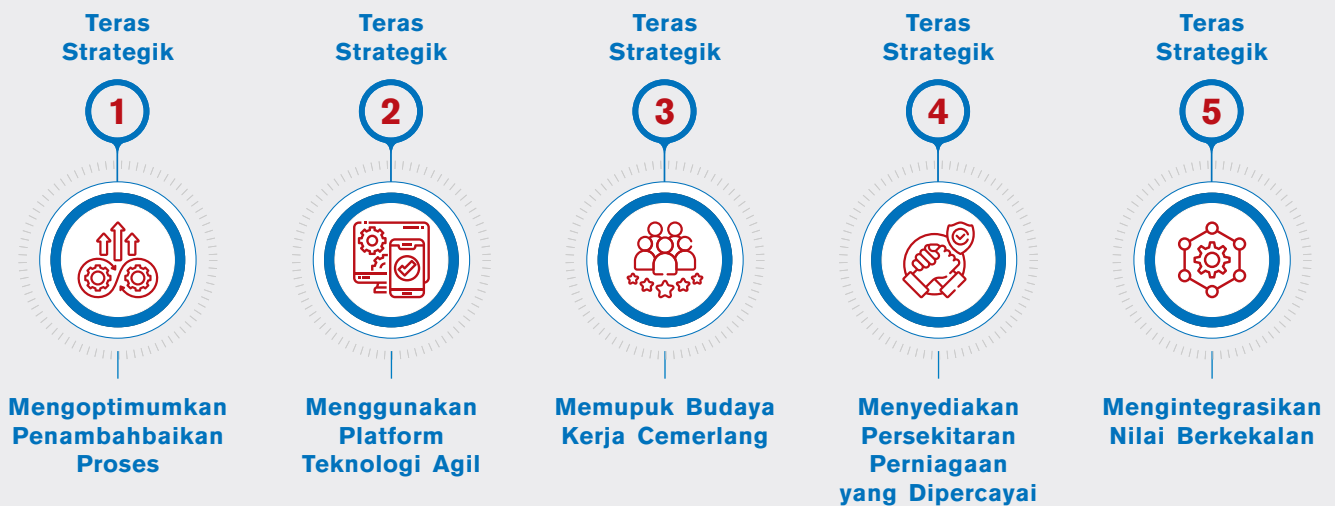 Teras
Strategik
1
Mengoptimumkan
Penambahbaikan
Proses
Teras
Strategik
2
Menggunakan
Platform
Teknologi Agil
Teras
Strategik
3
Memupuk Budaya
Kerja Cemerlang
Teras
Strategik
4
Menyediakan
Persekitaran
Perniagaan
yang Dipercayai
Teras
Strategik
5
Mengintegrasikan
Nilai Berkekalan